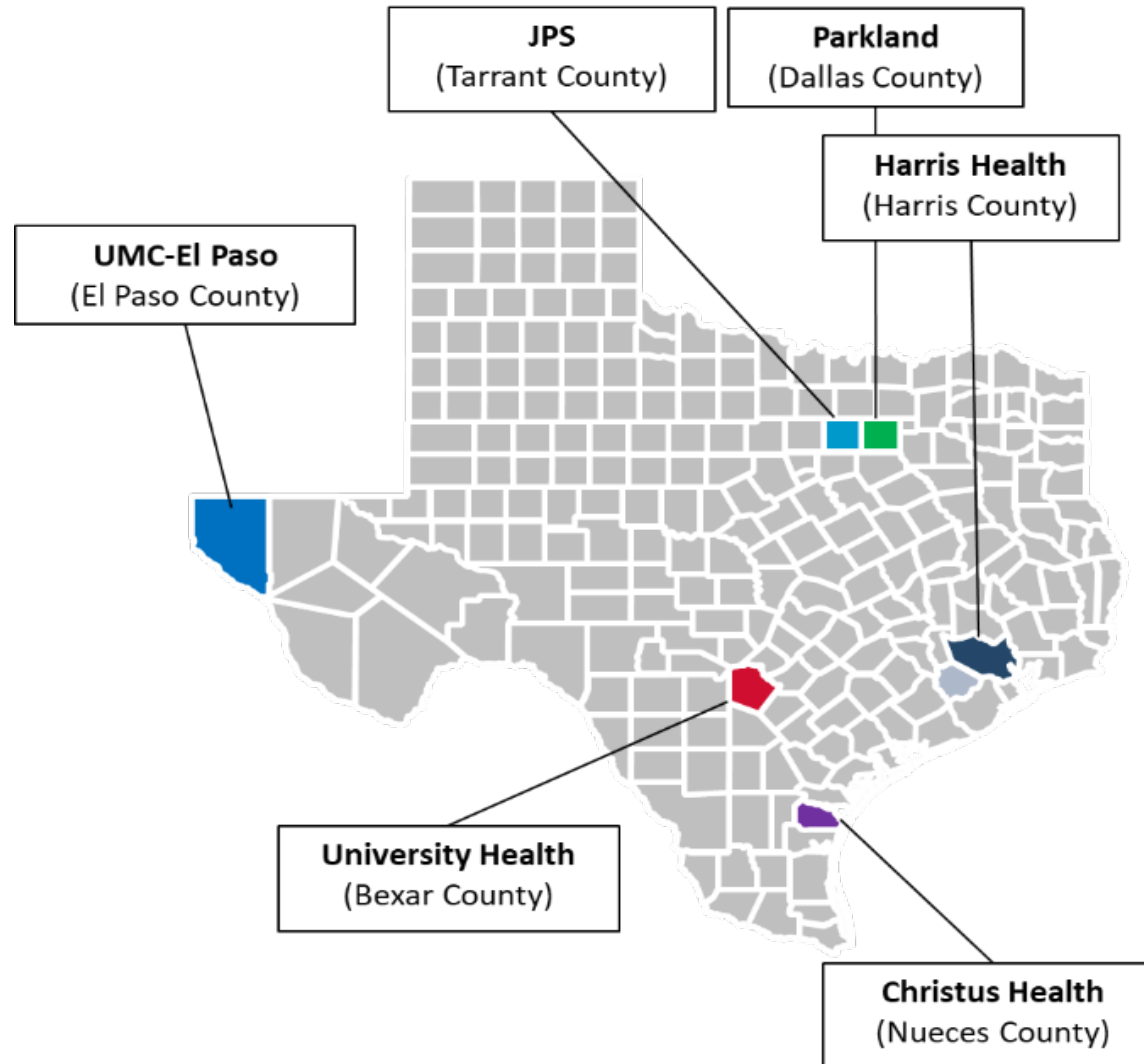 JPS
(Tarrant County)
Parkland
(Dallas County)
Harris Health
(Harris County)
UMC-El Paso
(El Paso County)
University Health
(Bexar County)
Christus Health
(Nueces County)